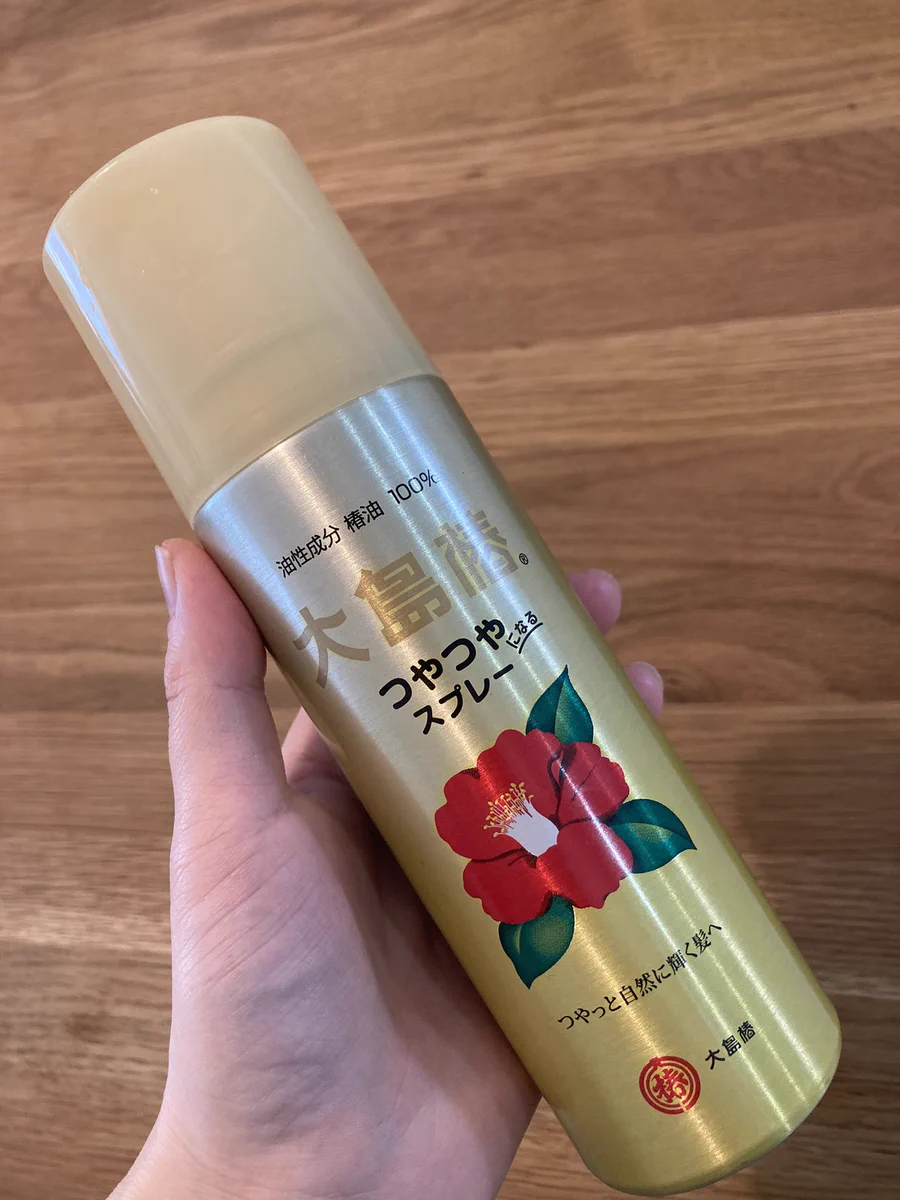 油性成分 椿油 100%
大島椿®
つやつやになる
スプレー
つやっと自然に輝く髪へ
椿
大島椿